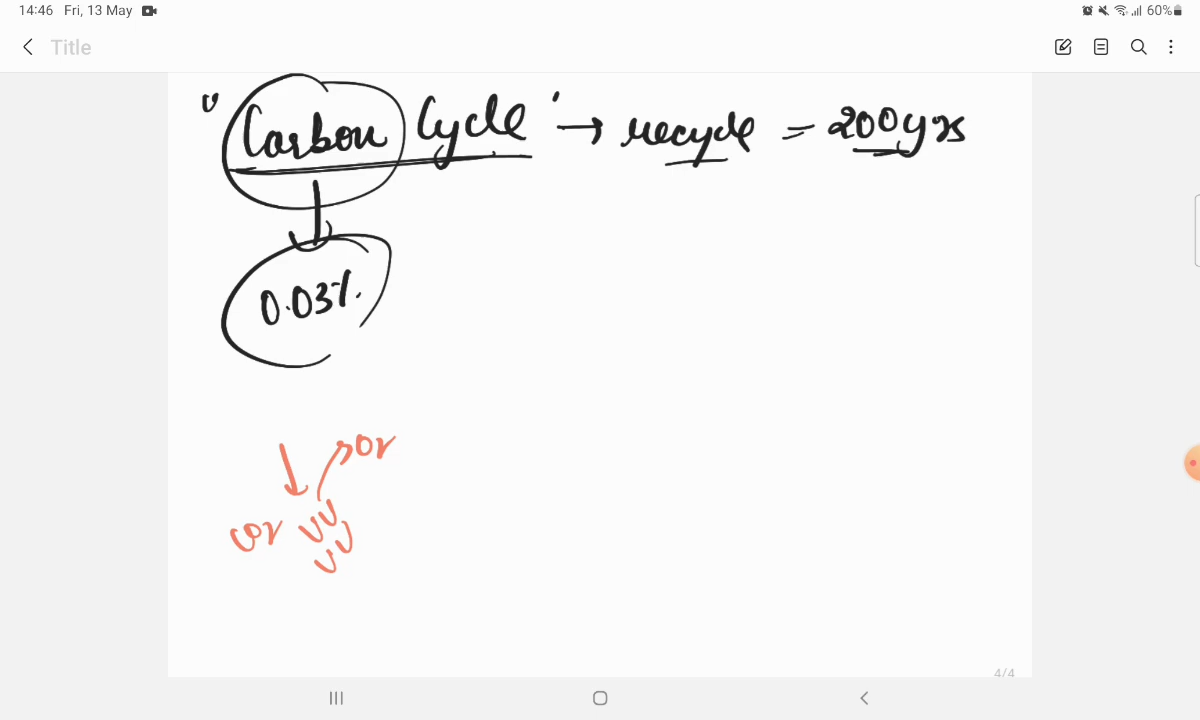 14:46 Fri, 13 May 60%
Title
"Carbon Cycle" → recycle = 200yrs
0.03%
4/4